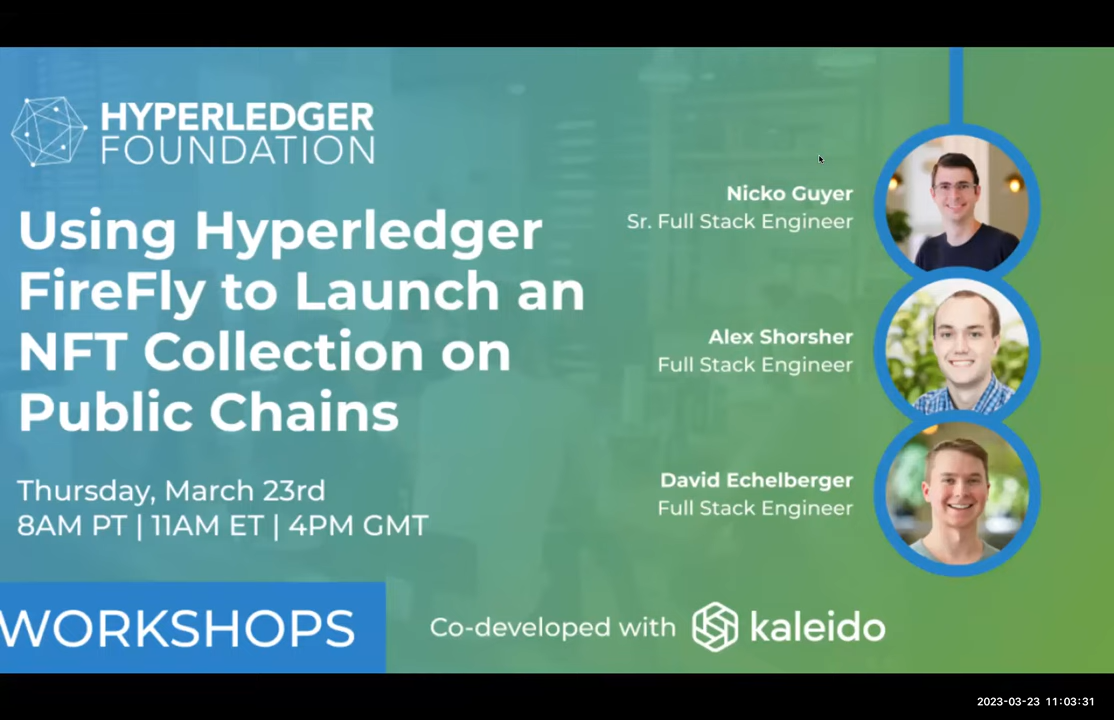 HYPERLEDGER
FOUNDATION
Using Hyperledger
FireFly to Launch an
NFT Collection on
Public Chains
Thursday, March 23rd
8AM PT | 11AM ET | 4PM GMT
Nicko Guyer
Sr. Full Stack Engineer
Alex Shorsher
Full Stack Engineer
David Echelberger
Full Stack Engineer
WORKSHOPS
Co-developed with kaleido
2023-03-23 11:03:31